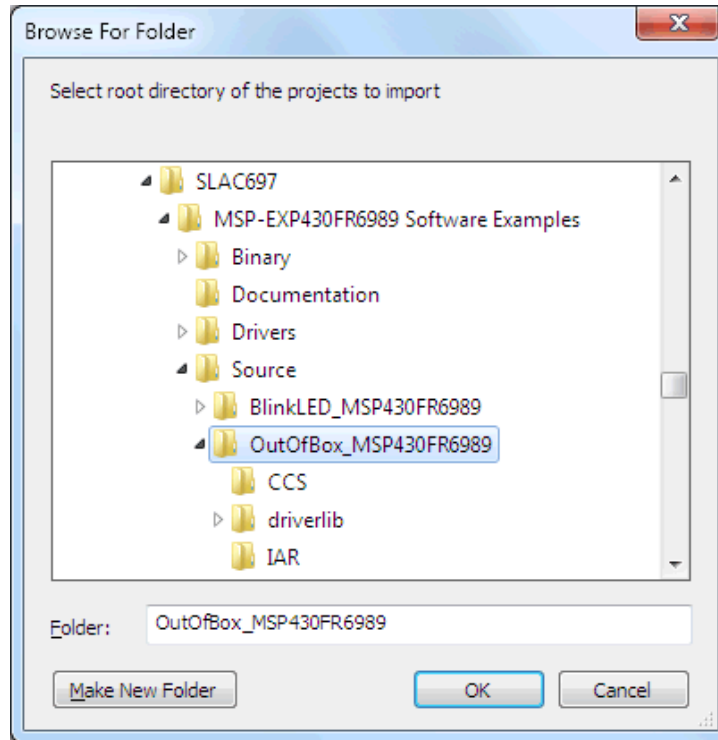 Browse For Folder
Select root directory of the projects to import
SLAC697
MSP-EXP430FR6989 Software Examples
Binary
Documentation
Drivers
Source
BlinkLED_MSP430FR6989
OutOfBox_MSP430FR6989
CCS
driverlib
IAR
Folder: OutOfBox_MSP430FR6989
Make New Folder OK Cancel